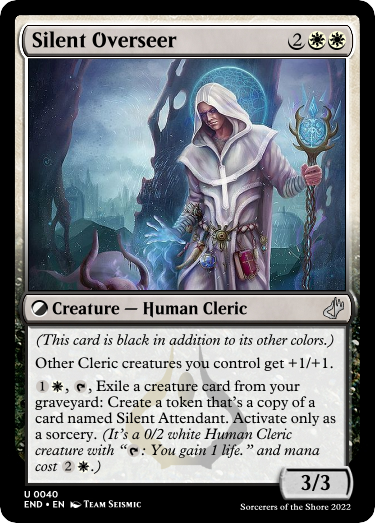 Silent Overseer 2
Creature — Human Cleric
(This card is black in addition to its other colors.)
Other Cleric creatures you control get +1/+1.
1 , , Exile a creature card from your
graveyard: Create a token that's a copy of a
card named Silent Attendant. Activate only as
a sorcery. (It's a 0/2 white Human Cleric
creature with “ : You gain 1 life.” and mana
cost 2 .)
3/3
U 0040
END • EN Team Seismic
Sorcerers of the Shore 2022